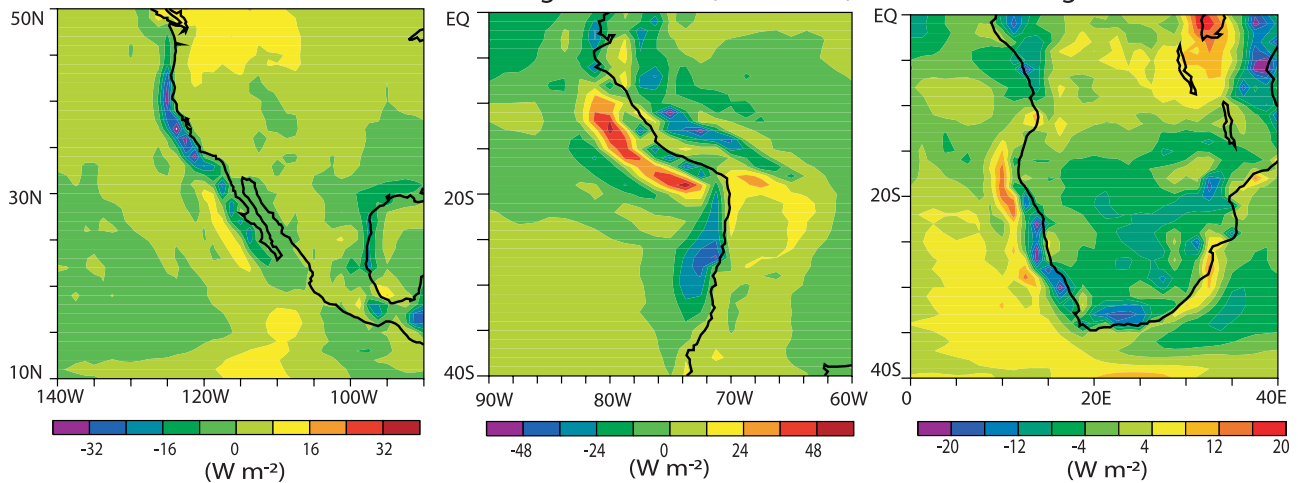 50N
30N
10N
140W 120W 100W
-32 -16 0 16 32
(W m⁻²)
EQ
20S
40S
90W 80W 70W 60W
-48 -24 0 24 48
(W m⁻²)
EQ
20S
40S
0 20E 40E
-20 -12 -4 4 12 20
(W m⁻²)